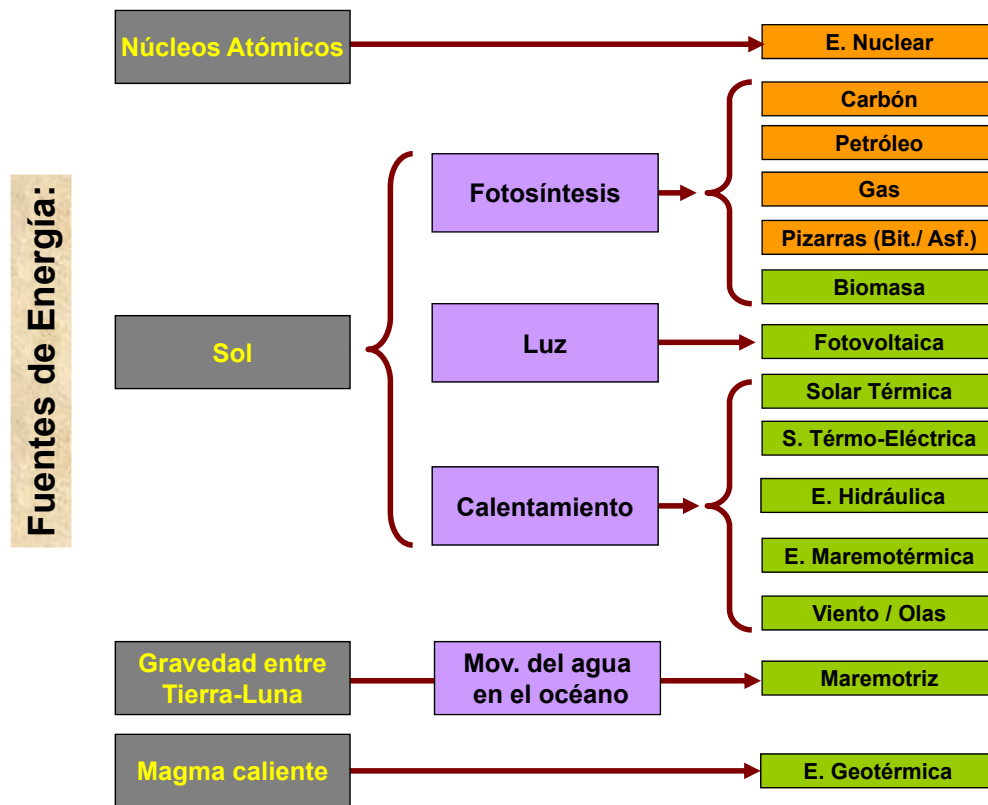 Fuentes de Energía:
Núcleos Atómicos
E. Nuclear
Sol
Fotosíntesis
Carbón
Petróleo
Gas
Pizarras (Bit./ Asf.)
Biomasa
Luz
Fotovoltaica
Calentamiento
Solar Térmica
S. Térmo-Eléctrica
E. Hidráulica
E. Maremotérmica
Viento / Olas
Gravedad entre
Tierra-Luna
Mov. del agua
en el océano
Maremotriz
Magma caliente
E. Geotérmica